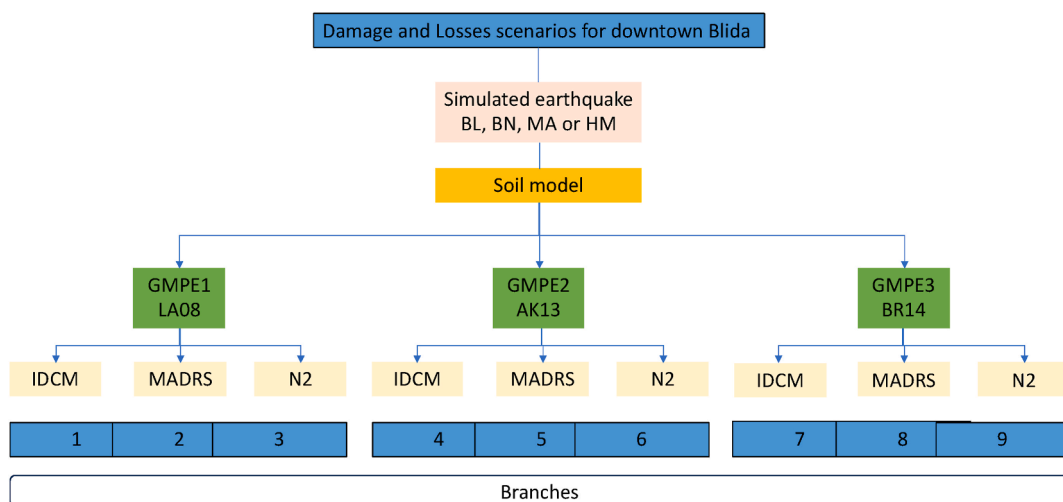 Damage and Losses scenarios for downtown Blida
Simulated earthquake
BL, BN, MA or HM
Soil model
GMPE1
LA08
GMPE2
AK13
GMPE3
BR14
IDCM
MADRS
N2
IDCM
MADRS
N2
IDCM
MADRS
N2
1
2
3
4
5
6
7
8
9
Branches